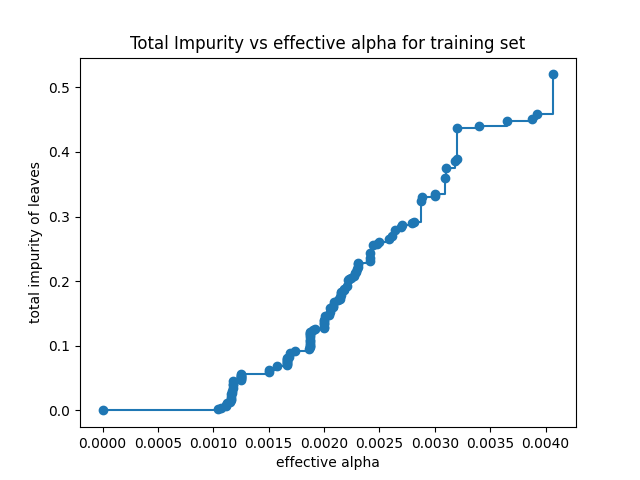 Total Impurity vs effective alpha for training set
total impurity of leaves
0.5
0.4
0.3
0.2
0.1
0.0
0.0000 0.0005 0.0010 0.0015 0.0020 0.0025 0.0030 0.0035 0.0040
effective alpha